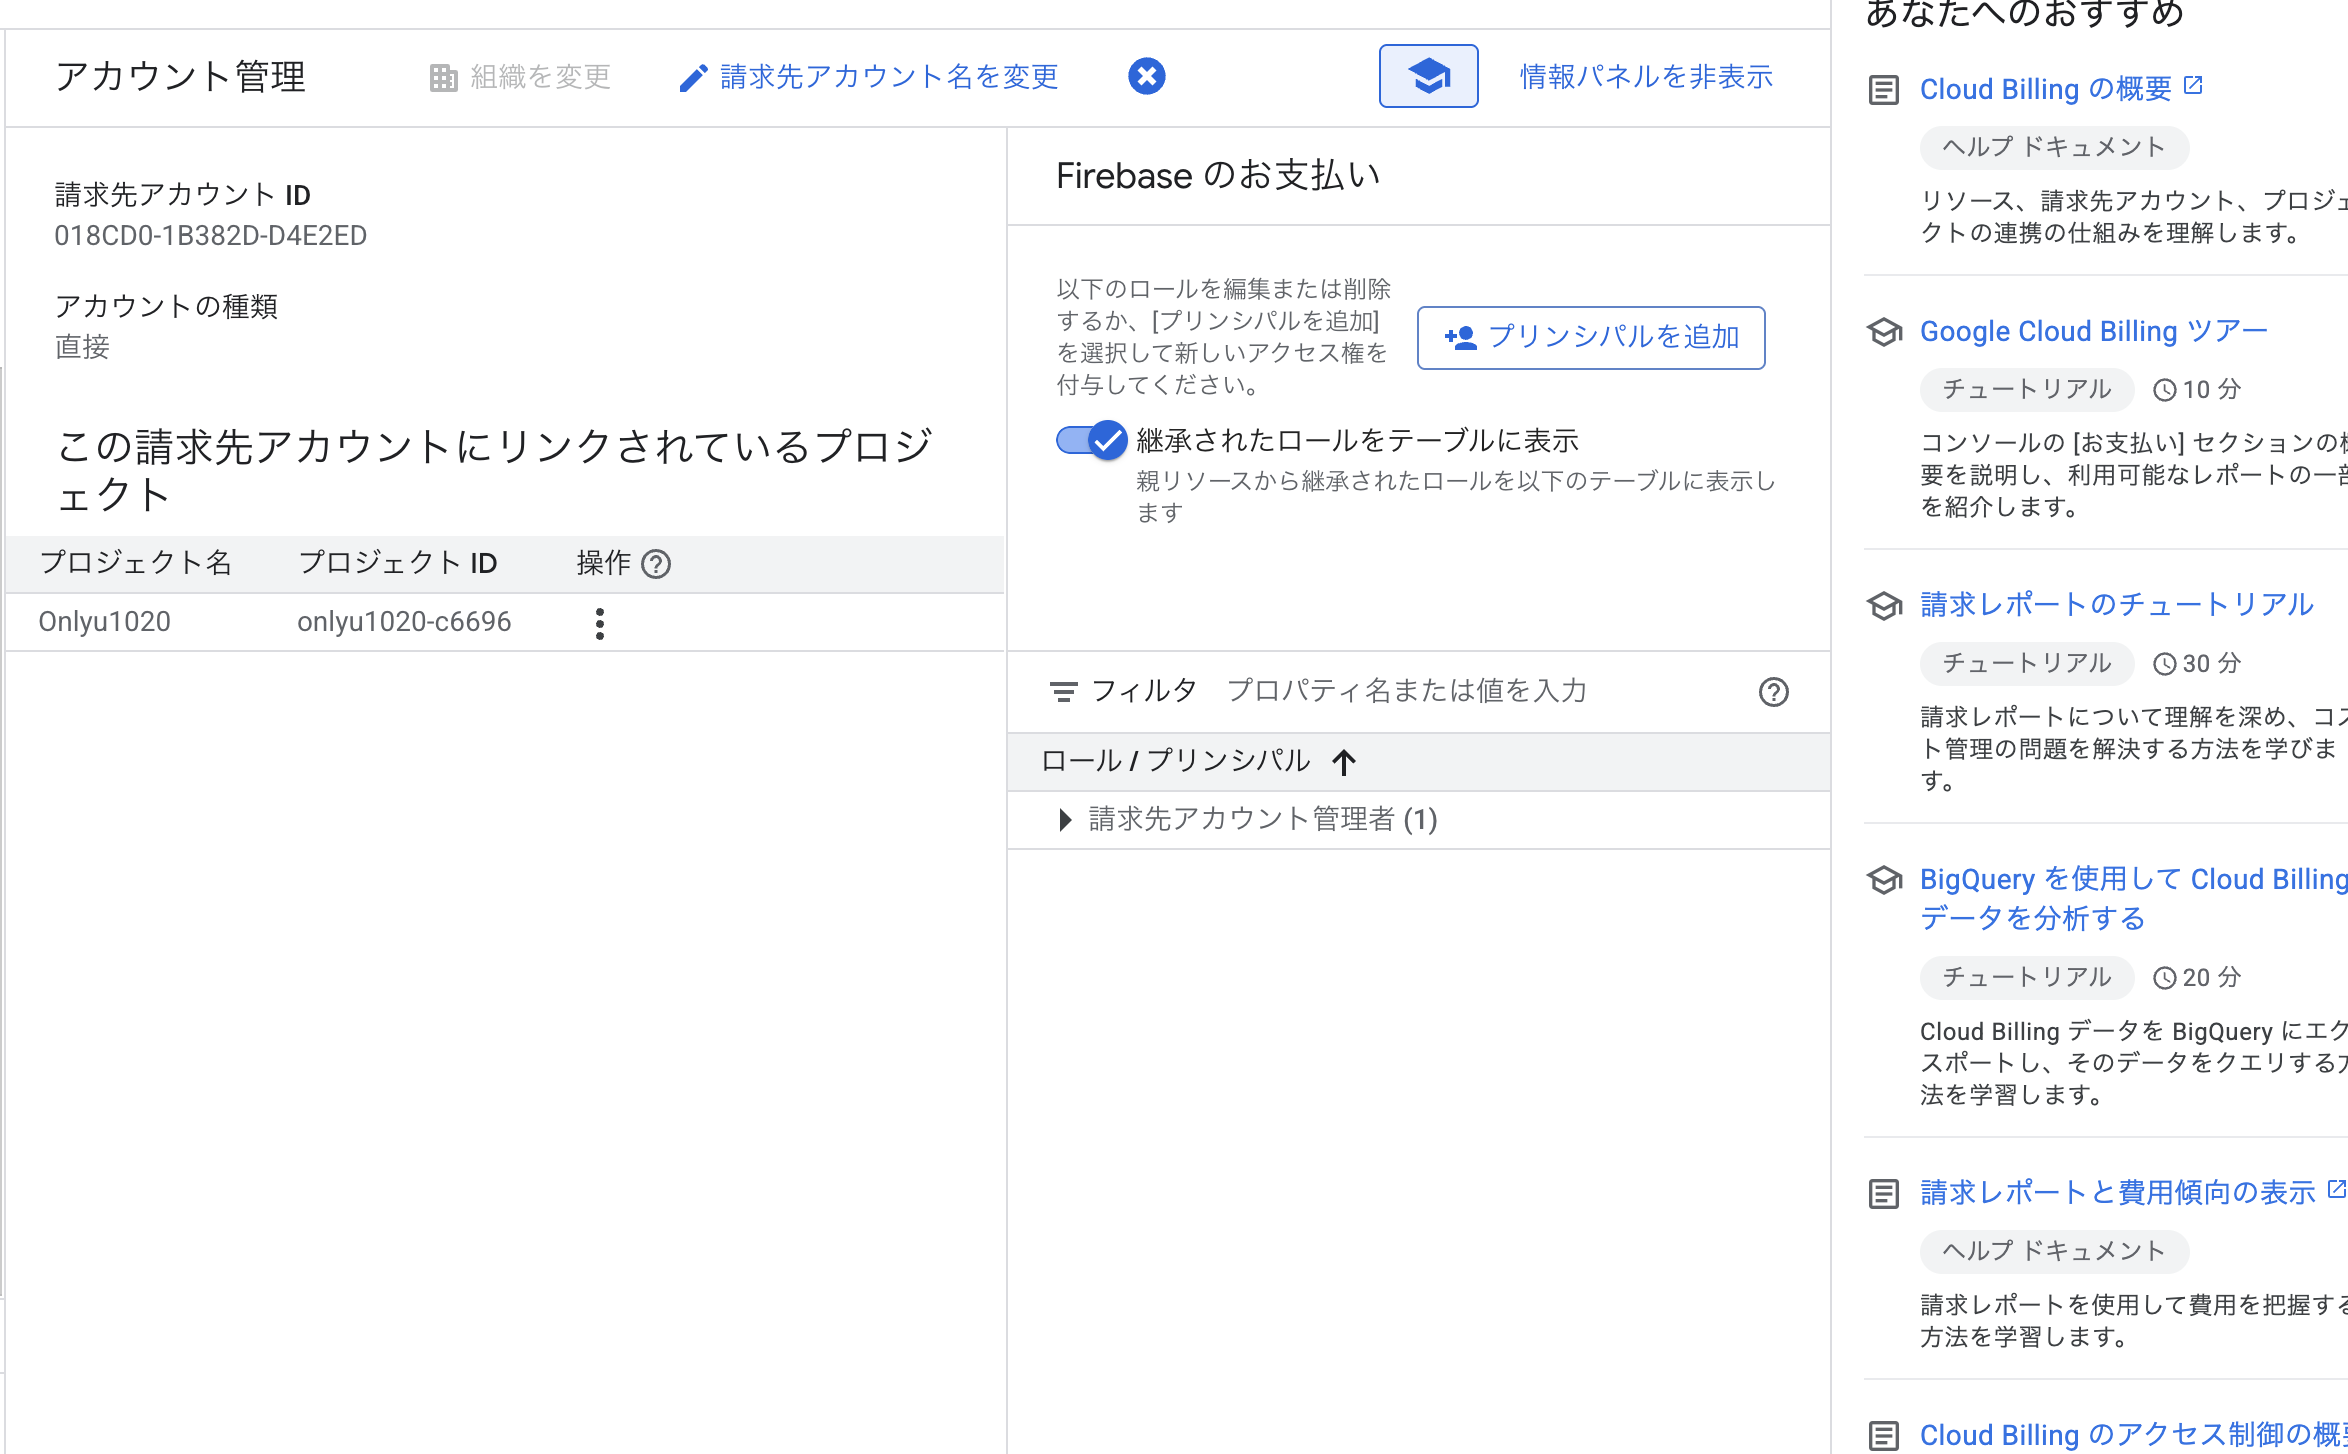 アカウント管理
組織を変更
請求先アカウント名を変更
情報パネルを非表示
請求先アカウント ID
018CD0-1B382D-D4E2ED
アカウントの種類
直接
この請求先アカウントにリンクされているプロジ
ェクト
プロジェクト名 プロジェクト ID 操作
Onlyu1020 onlyu1020-c6696
Firebase のお支払い
以下のロールを編集または削除
するか、[プリンシパルを追加]
を選択して新しいアクセス権を
付与してください。
プリンシパルを追加
継承されたロールをテーブルに表示
親リソースから継承されたロールを以下のテーブルに表示し
ます
フィルタ プロパティ名または値を入力
ロール / プリンシパル
請求先アカウント管理者 (1)
あなたへのおすすめ
Cloud Billing の概要
ヘルプ ドキュメント
リソース、請求先アカウント、プロジェ
クトの連携の仕組みを理解します。
Google Cloud Billing ツアー
チュートリアル 10 分
コンソールの [お支払い] セクションの概
要を説明し、利用可能なレポートの一部
を紹介します。
請求レポートのチュートリアル
チュートリアル 30 分
請求レポートについて理解を深め、コス
ト管理の問題を解決する方法を学びま
す。
BigQuery を使用して Cloud Billing
データを分析する
チュートリアル 20 分
Cloud Billing データを BigQuery にエク
スポートし、そのデータをクエリする方
法を学習します。
請求レポートと費用傾向の表示
ヘルプ ドキュメント
請求レポートを使用して費用を把握する
方法を学習します。
Cloud Billing のアクセス制御の概要